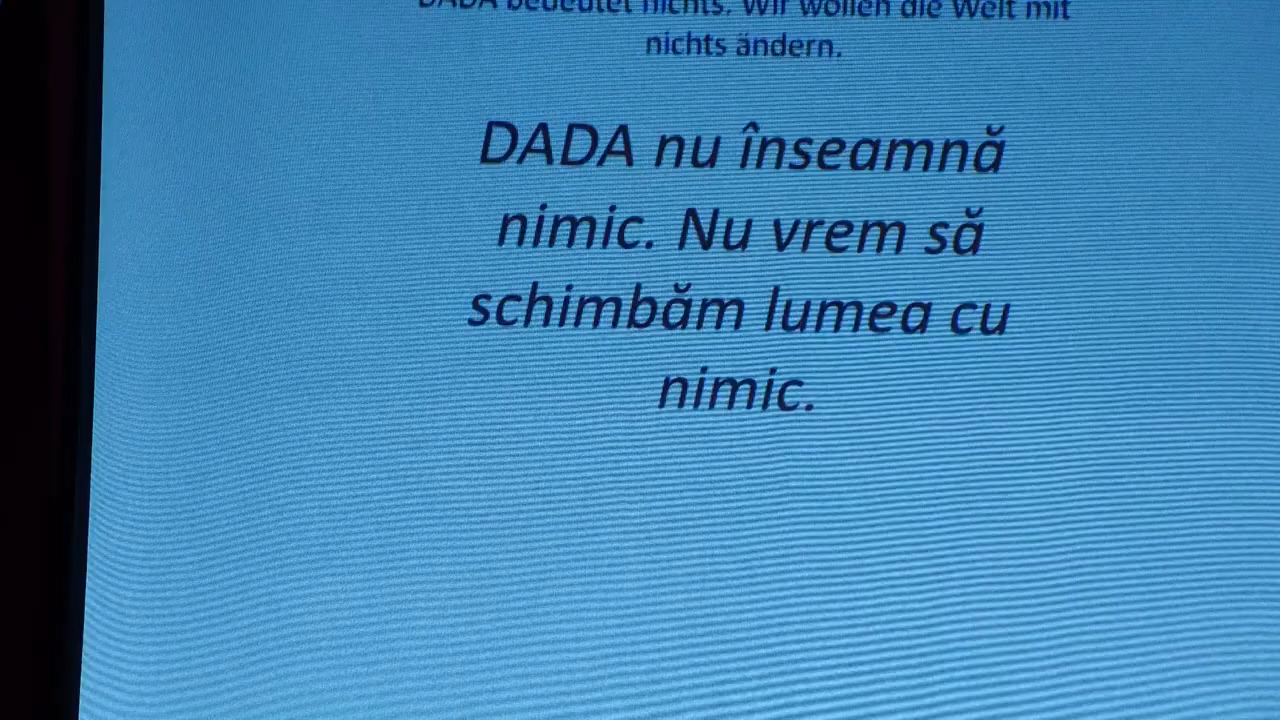 DADA bedeutet nichts. Wir wollen die Welt mit
nichts ändern.
DADA nu înseamnă
nimic. Nu vrem să
schimbăm lumea cu
nimic.